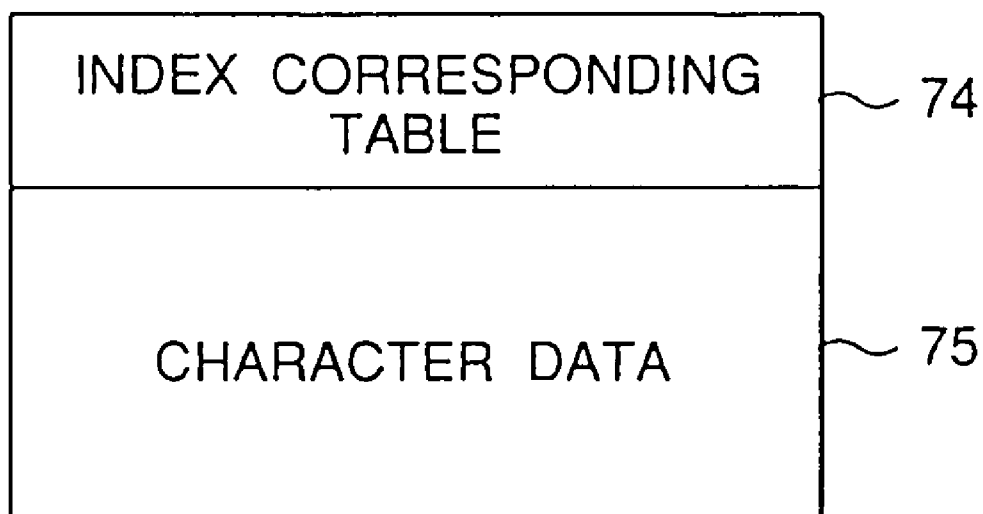 INDEX CORRESPONDING
TABLE
74
CHARACTER DATA
75